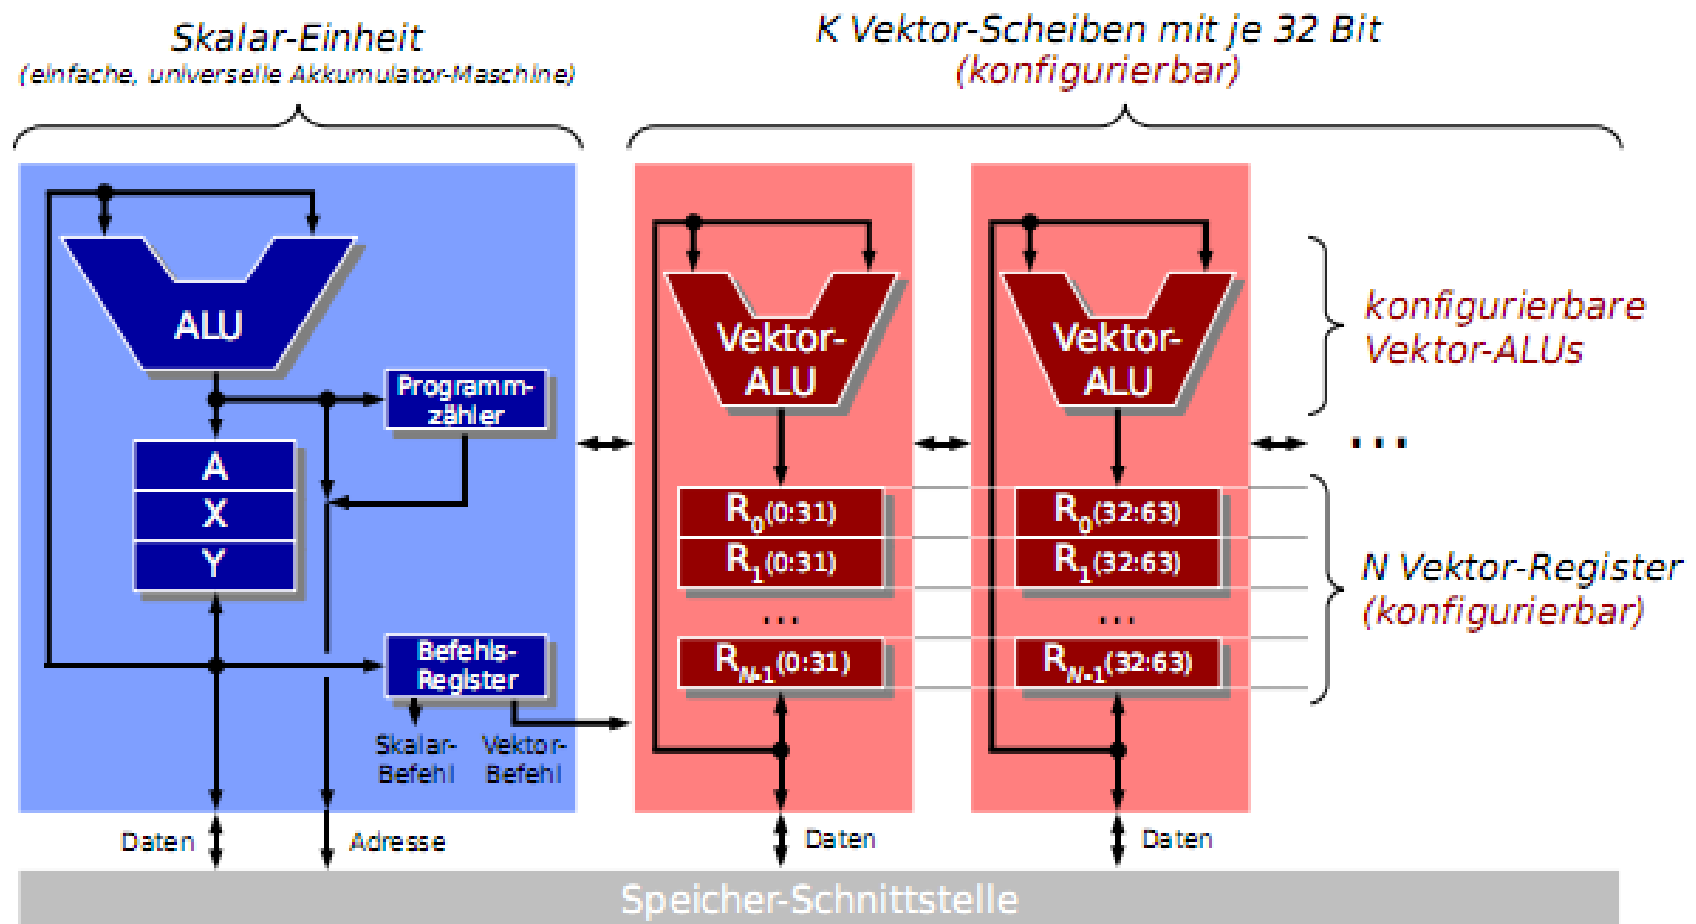 Skalar-Einheit
(einfache, universelle Akkumulator-Maschine)
K Vektor-Scheiben mit je 32 Bit
(konfigurierbar)
ALU
Programm-
zähler
A
X
Y
Befehls-
Register
Skalar-
Befehl
Vektor-
Befehl
Vektor-
ALU
R0(0:31)
R1(0:31)
...
RN-1(0:31)
Vektor-
ALU
R0(32:63)
R1(32:63)
...
RN-1(32:63)
konfigurierbare
Vektor-ALUs
...
N Vektor-Register
(konfigurierbar)
Daten
Adresse
Daten
Daten
Speicher-Schnittstelle